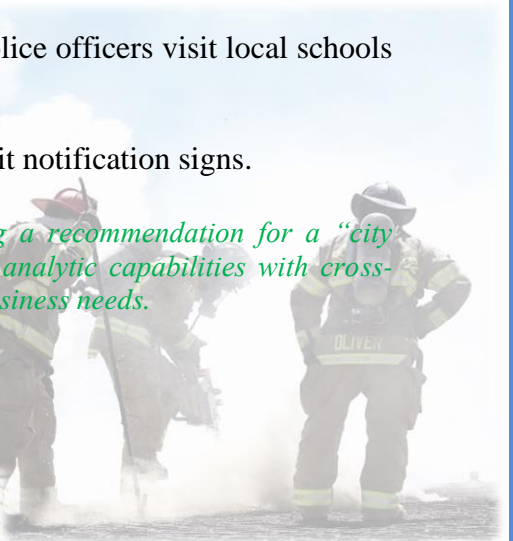 lice officers visit local schools
it notification signs.
g a recommendation for a “city
analytic capabilities with cross-
siness needs.
OLIVER